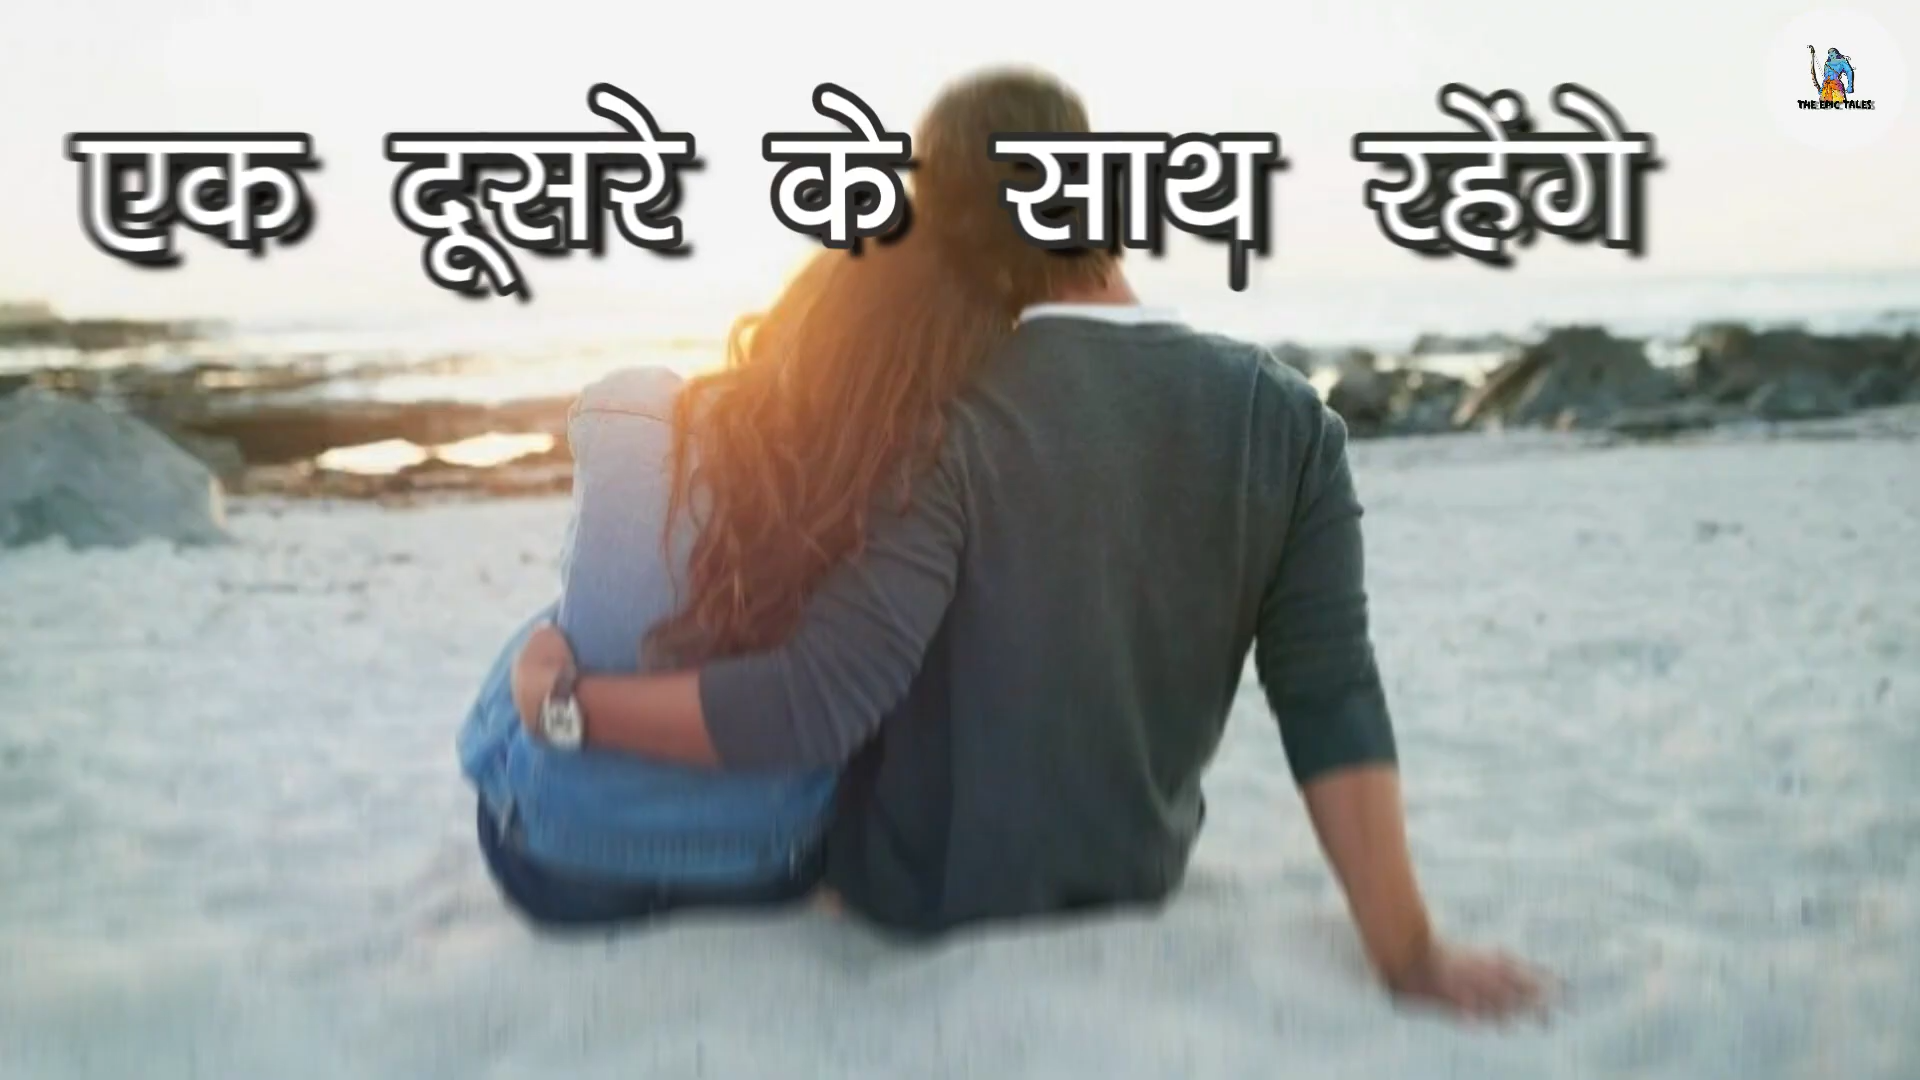 एक दूसरे के साथ रहेंगे
THE EPIC TALES